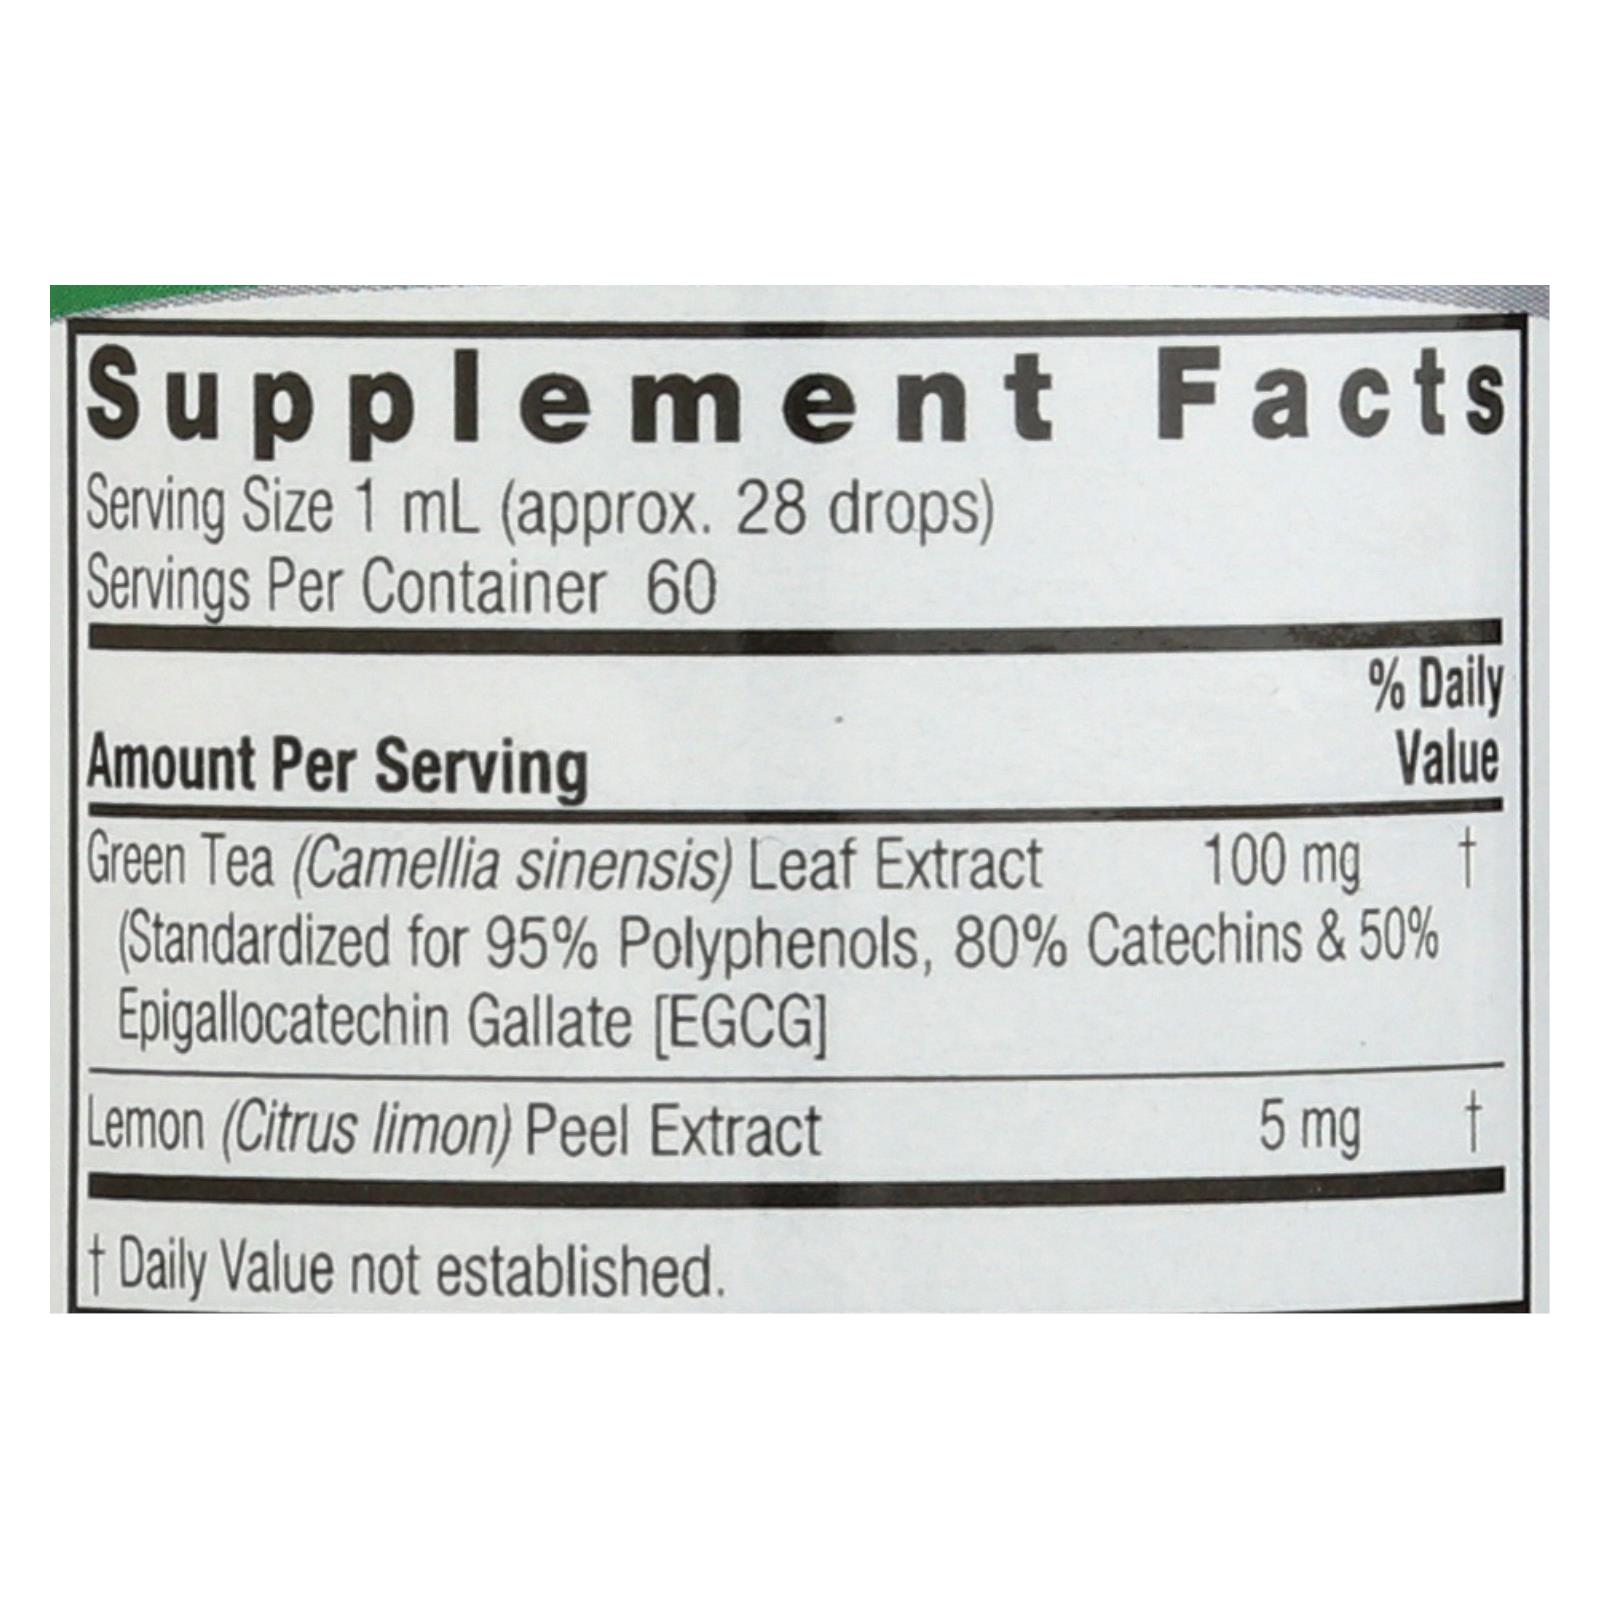 Supplement Facts
Serving Size 1 mL (approx. 28 drops)
Servings Per Container 60
% Daily
Value
Amount Per Serving
Green Tea (Camellia sinensis) Leaf Extract 100 mg †
(Standardized for 95% Polyphenols, 80% Catechins & 50%
Epigallocatechin Gallate [EGCG]
Lemon (Citrus limon) Peel Extract 5 mg †
† Daily Value not established.